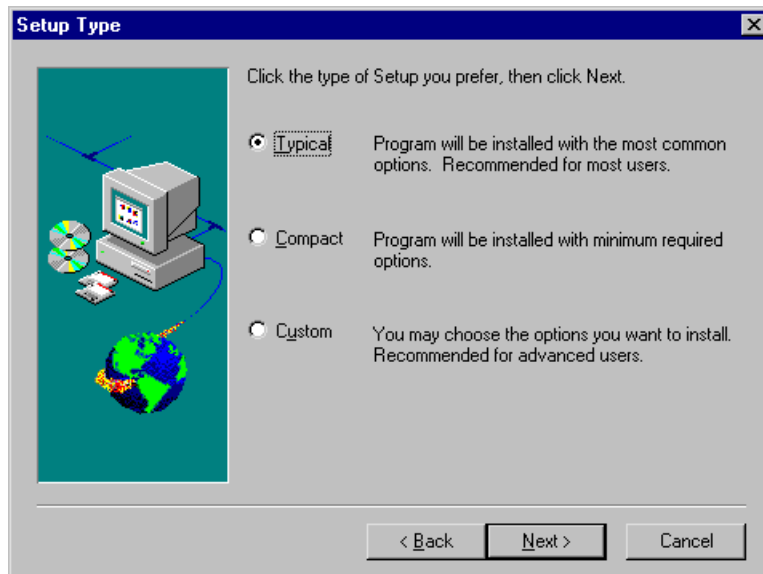 Setup Type
Click the type of Setup you prefer, then click Next.
Typical Program will be installed with the most common
options. Recommended for most users.
Compact Program will be installed with minimum required
options.
Custom You may choose the options you want to install.
Recommended for advanced users.
< Back Next > Cancel